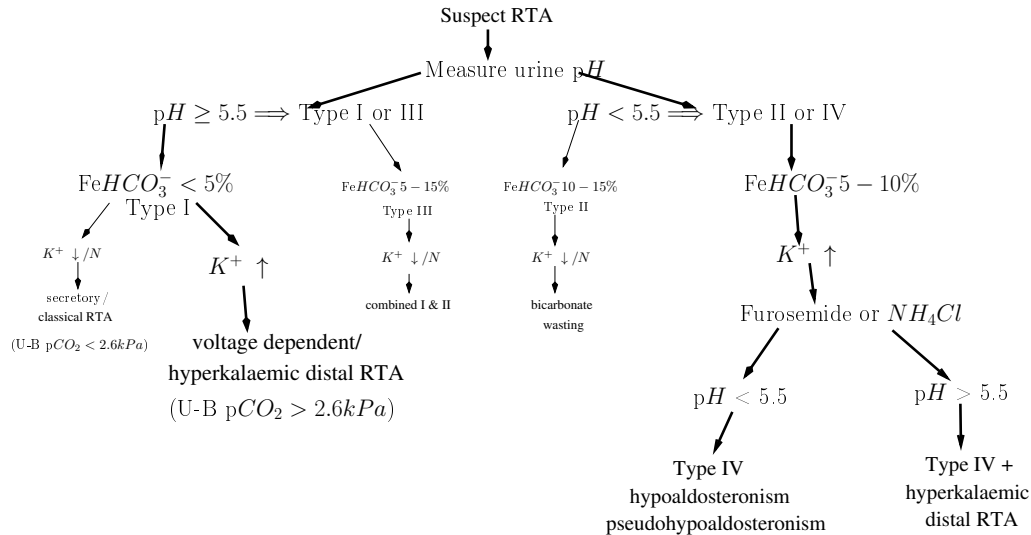 Suspect RTA
Measure urine pH
pH ≥ 5.5 ⟹ Type I or III
pH < 5.5 ⟹ Type II or IV
FeHCO₃⁻ < 5%
Type I
FeHCO₃⁻5 − 15%
Type III
FeHCO₃⁻10 − 15%
Type II
FeHCO₃⁻5 − 10%
K⁺ ↓ /N
K⁺ ↑
K⁺ ↓ /N
K⁺ ↓ /N
K⁺ ↑
secretory/
classical RTA
(U-B pCO₂ < 2.6kPa)
voltage dependent/
hyperkalaemic distal RTA
(U-B pCO₂ > 2.6kPa)
combined I & II
bicarbonate
wasting
Furosemide or NH₄Cl
pH < 5.5
pH > 5.5
Type IV
hypoaldosteronism
pseudohypoaldosteronism
Type IV +
hyperkalaemic
distal RTA